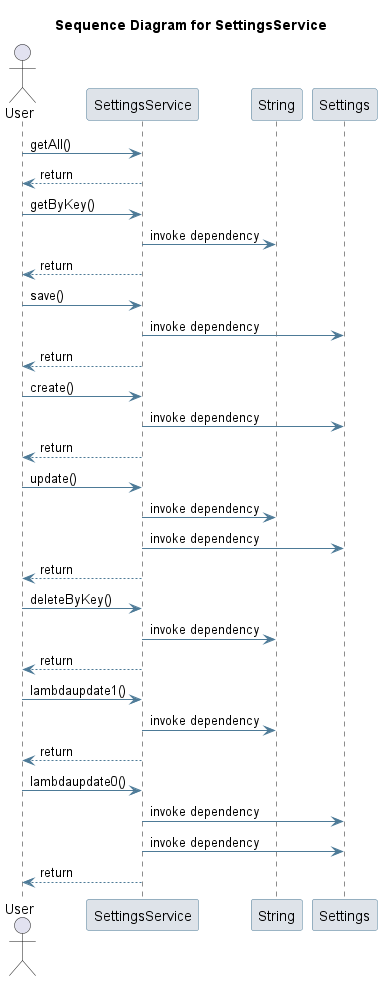 Sequence Diagram for SettingsService
User
SettingsService
String
Settings
getAll()
return
getByKey()
invoke dependency
return
save()
invoke dependency
return
create()
invoke dependency
return
update()
invoke dependency
invoke dependency
return
deleteByKey()
invoke dependency
return
lambdaupdate1()
invoke dependency
return
lambdaupdate0()
invoke dependency
invoke dependency
return
User
SettingsService
String
Settings